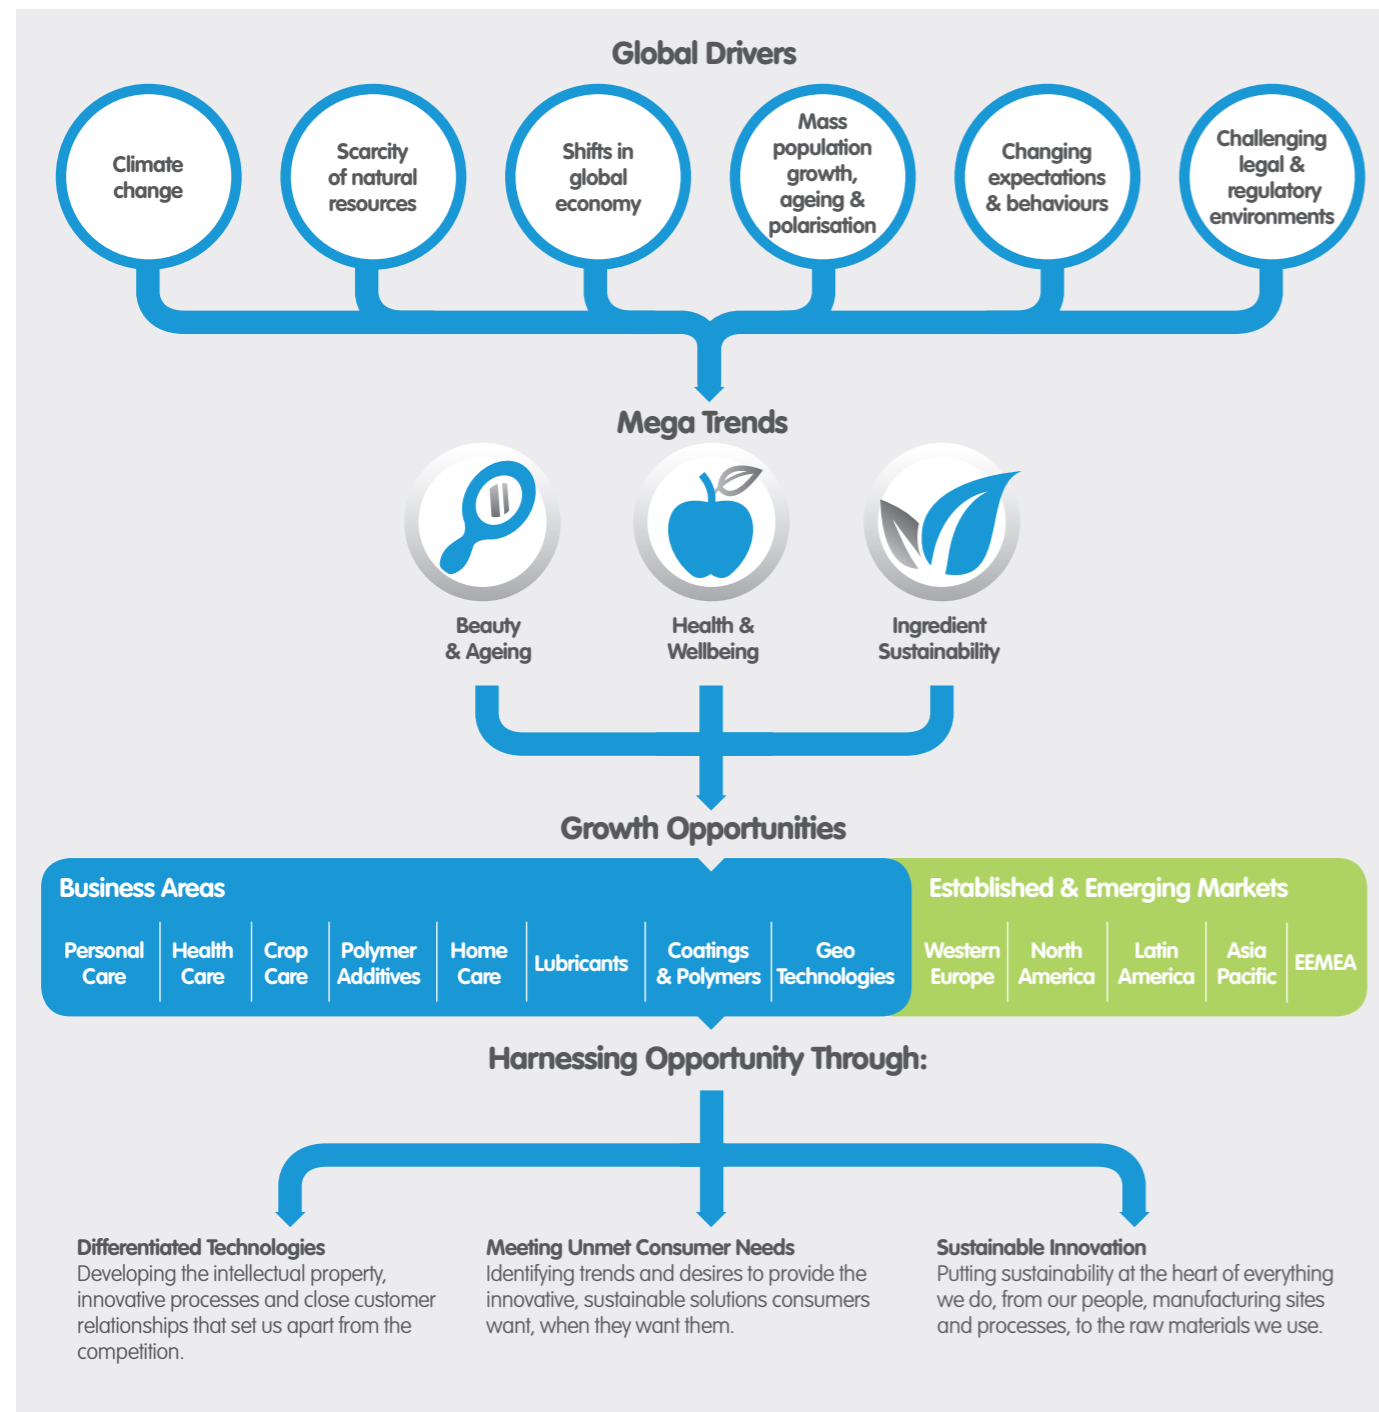 Global Drivers
Climate
change
Scarcity
of natural
resources
Shifts in
global
economy
Mass
population
growth,
ageing &
polarisation
Changing
expectations
& behaviours
Challenging
legal &
regulatory
environments
Mega Trends
Beauty
& Ageing
Health &
Wellbeing
Ingredient
Sustainability
Growth Opportunities
Business Areas
Personal
Care
Health
Care
Crop
Care
Polymer
Additives
Home
Care
Lubricants
Coatings
& Polymers
Geo
Technologies
Established & Emerging Markets
Western
Europe
North
America
Latin
America
Asia
Pacific
EEMEA
Harnessing Opportunity Through:
Differentiated Technologies
Developing the intellectual property,
innovative processes and close customer
relationships that set us apart from the
competition.
Meeting Unmet Consumer Needs
Identifying trends and desires to provide the
innovative, sustainable solutions consumers
want, when they want them.
Sustainable Innovation
Putting sustainability at the heart of everything
we do, from our people, manufacturing sites
and processes, to the raw materials we use.